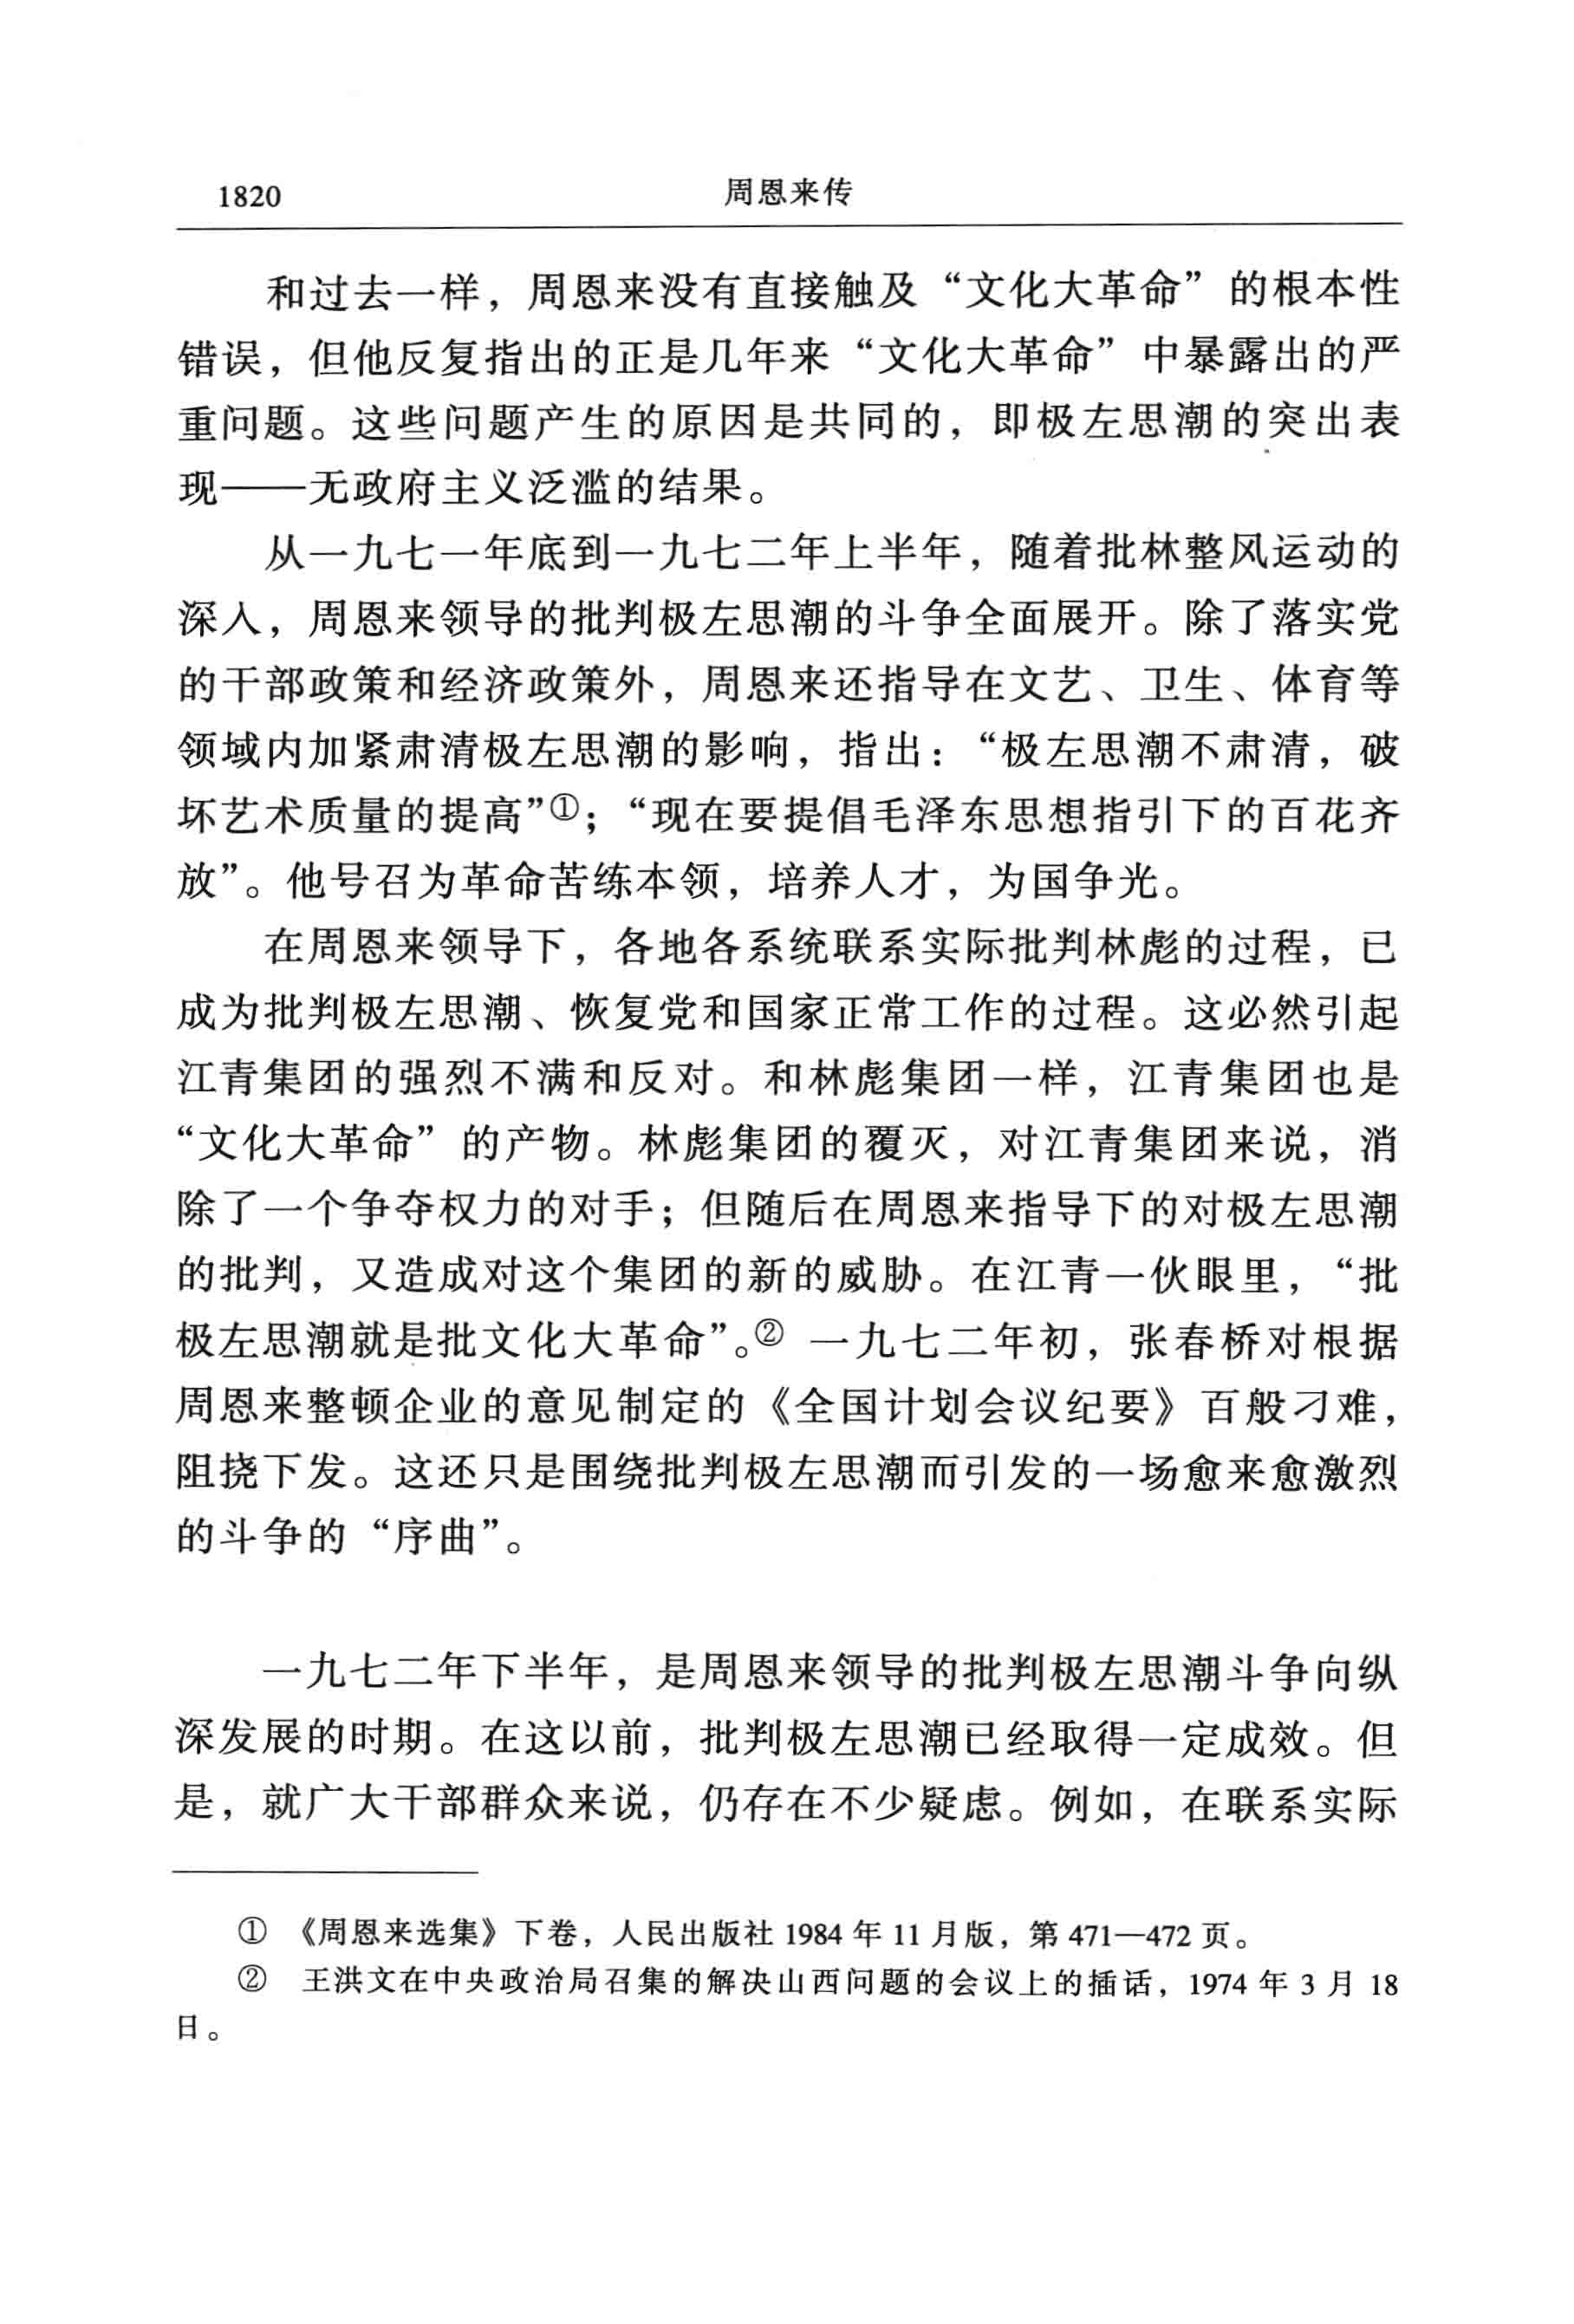 1820
周恩来传
和过去一样，周恩来没有直接触及“文化大革命”的根本性
错误，但他反复指出的正是几年来“文化大革命”中暴露出的严
重问题。这些问题产生的原因是共同的，即极左思潮的突出表
现——无政府主义泛滥的结果。
从一九七一年底到一九七二年上半年，随着批林整风运动的
深入，周恩来领导的批判极左思潮的斗争全面展开。除了落实党
的干部政策和经济政策外，周恩来还指导在文艺、卫生、体育等
领域内加紧肃清极左思潮的影响，指出：“极左思潮不肃清，破
坏艺术质量的提高”①；“现在要提倡毛泽东思想指引下的百花齐
放”。他号召为革命苦练本领，培养人才，为国争光。
在周恩来领导下，各地各系统联系实际批判林彪的过程，已
成为批判极左思潮、恢复党和国家正常工作的过程。这必然引起
江青集团的强烈不满和反对。和林彪集团一样，江青集团也是
“文化大革命”的产物。林彪集团的覆灭，对江青集团来说，消
除了一个争夺权力的对手；但随后在周恩来指导下的对极左思潮
的批判，又造成对这个集团的新的威胁。在江青一伙眼里，“批
极左思潮就是批文化大革命”。② 一九七二年初，张春桥对根据
周恩来整顿企业的意见制定的《全国计划会议纪要》百般刁难，
阻挠下发。这还只是围绕批判极左思潮而引发的一场愈来愈激烈
的斗争的“序曲”。
一九七二年下半年，是周恩来领导的批判极左思潮斗争向纵
深发展的时期。在这以前，批判极左思潮已经取得一定成效。但
是，就广大干部群众来说，仍存在不少疑虑。例如，在联系实际
① 《周恩来选集》下卷，人民出版社 1984 年 11 月版，第 471—472 页。
② 王洪文在中央政治局召集的解决山西问题的会议上的插话，1974 年 3 月 18
日。